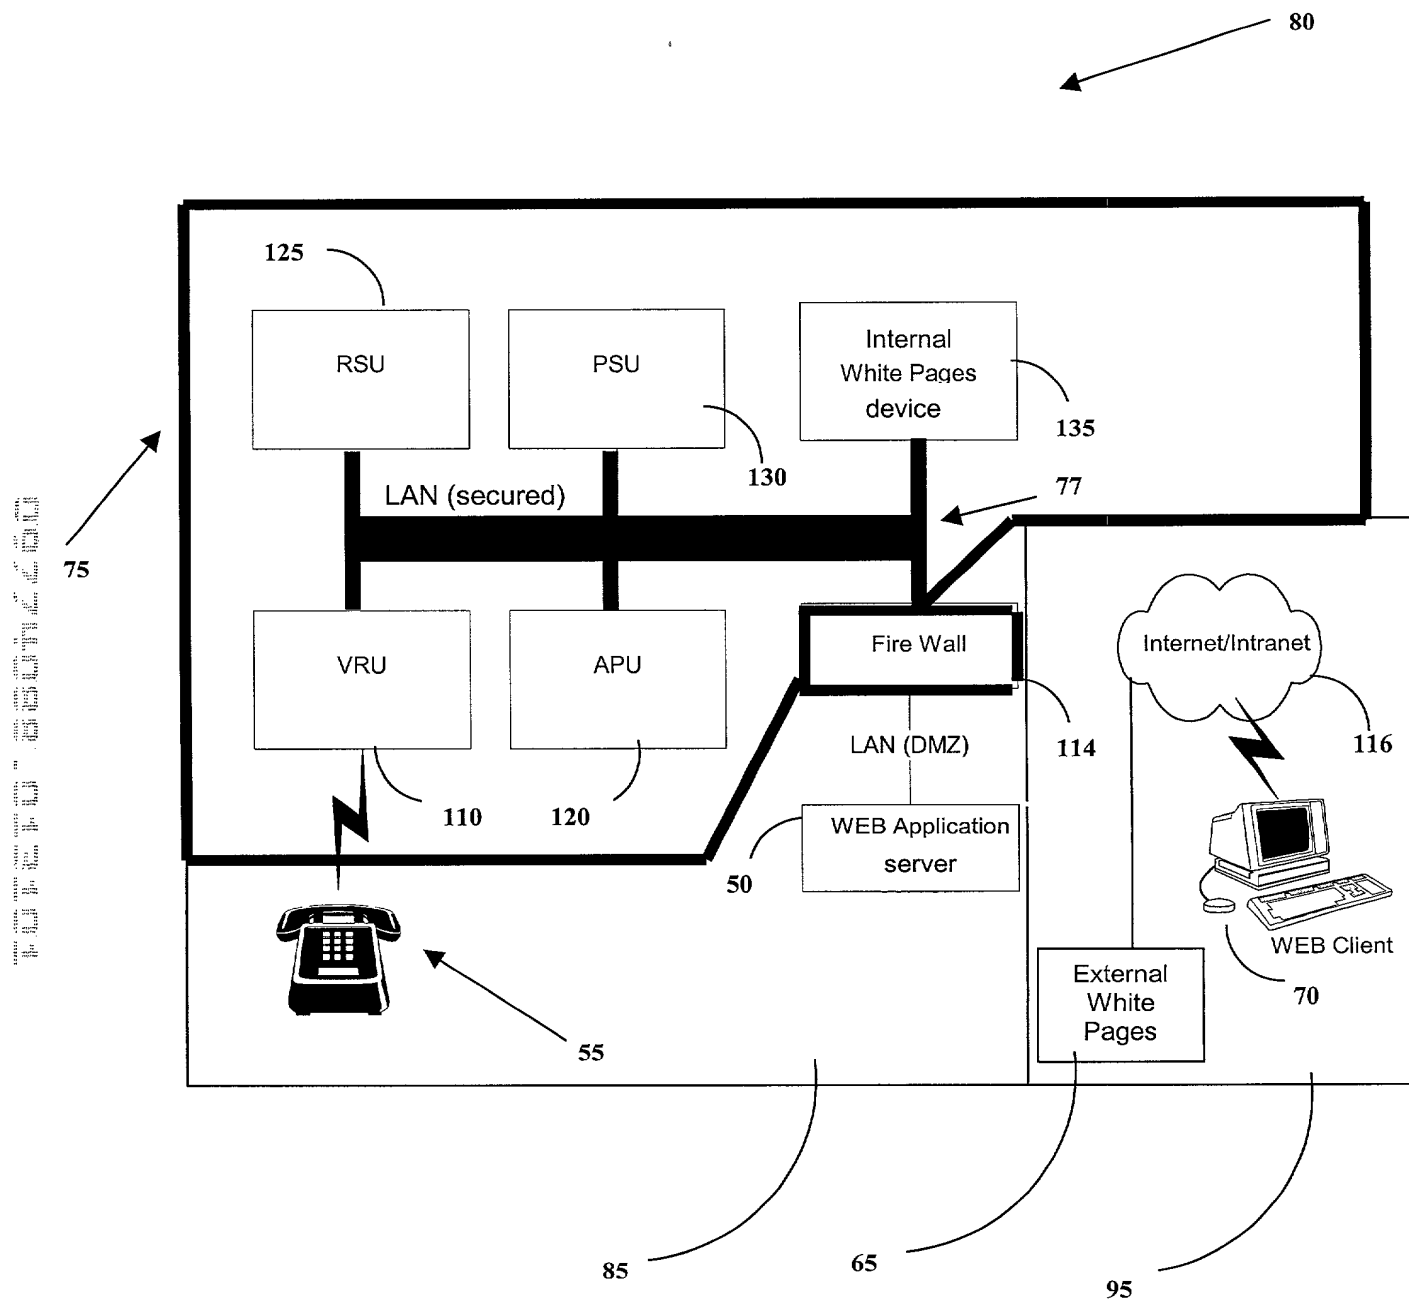 80
125
RSU
PSU
Internal
White Pages
device
135
130
77
LAN (secured)
75
VRU
APU
Fire Wall
Internet/Intranet
114
116
LAN (DMZ)
110
120
WEB Application
server
50
WEB Client
70
External
White
Pages
55
85
65
95